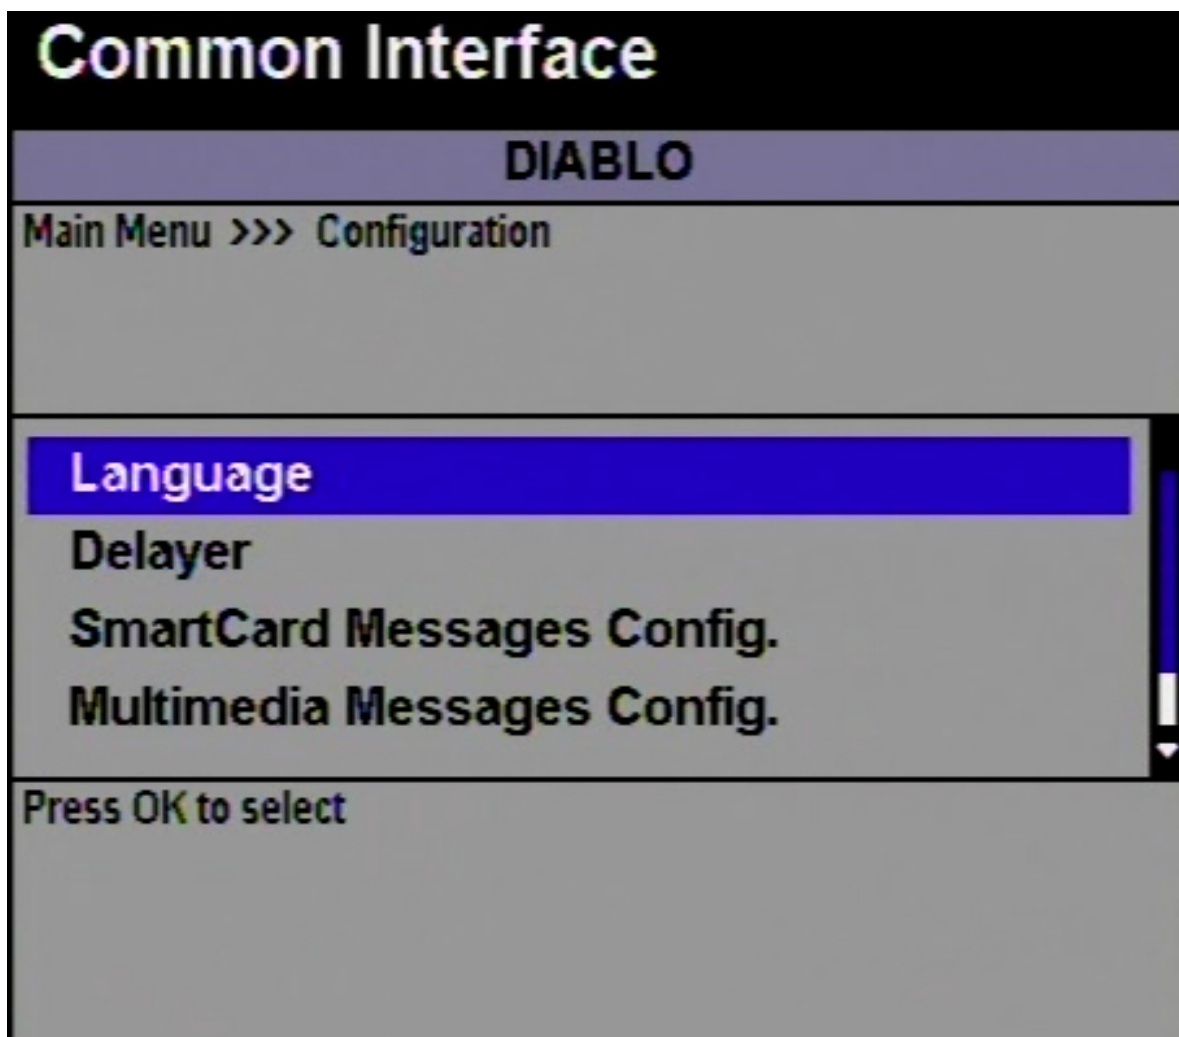 Common Interface
DIABLO
Main Menu >>> Configuration
Language
Delayer
SmartCard Messages Config.
Multimedia Messages Config.
Press OK to select